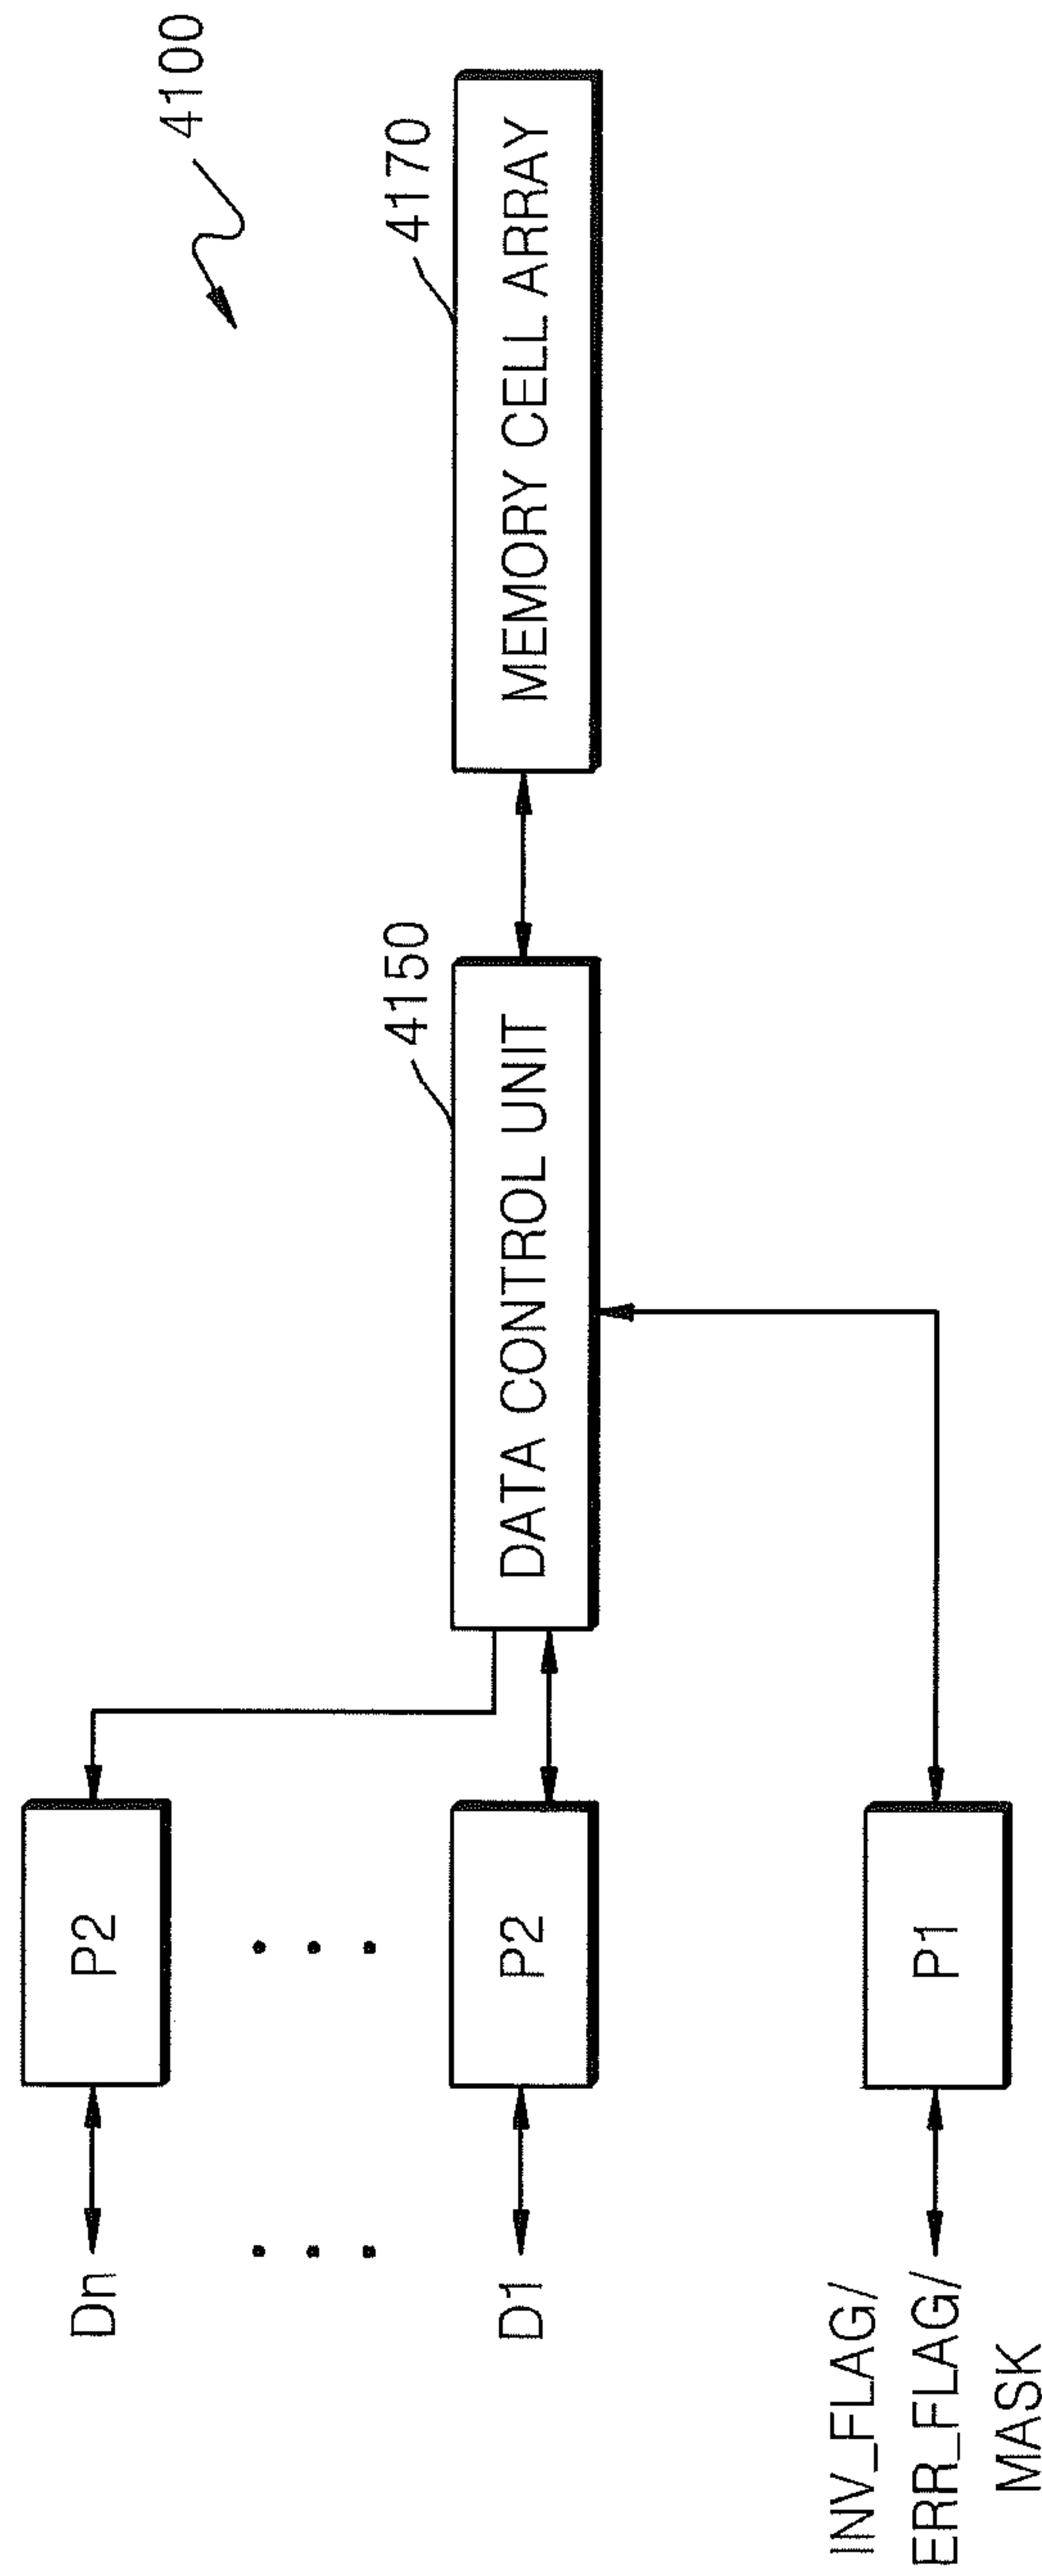 4100
Dn
P2
4150
4170
D1
P2
DATA CONTROL UNIT
MEMORY CELL ARRAY
INV_FLAG/
ERR_FLAG/
MASK
P1